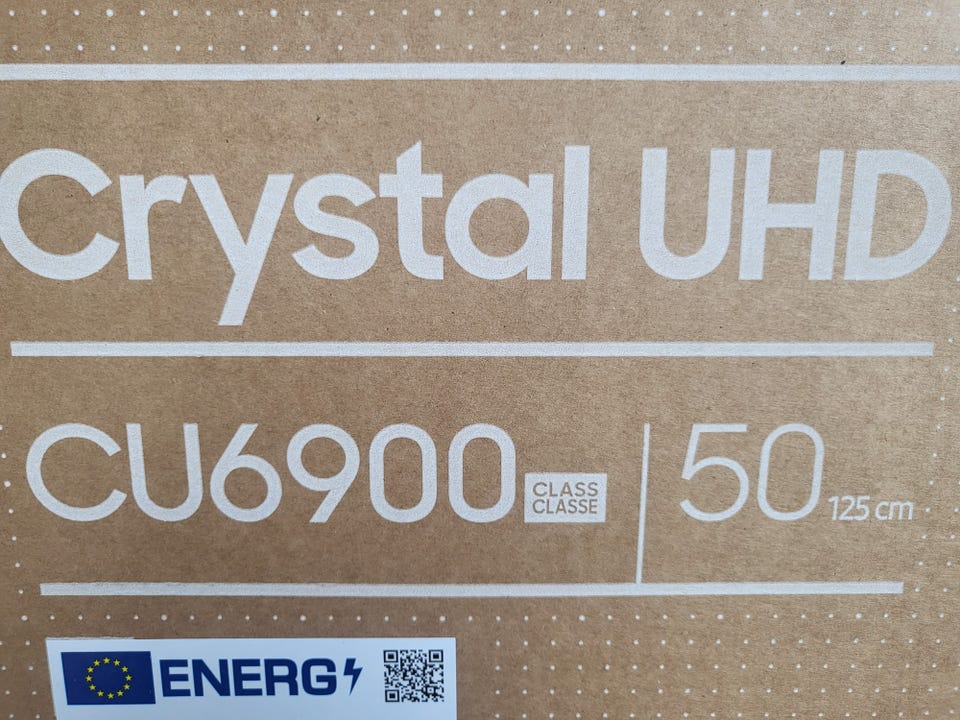 Crystal UHD
CU6900 CLASS CLASSE 50 125 cm
ENERG